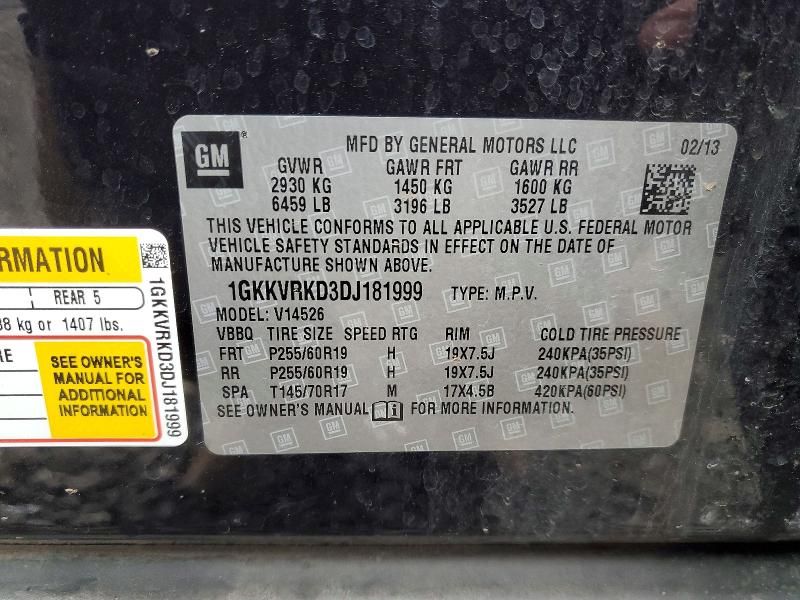 GM
MFD BY GENERAL MOTORS LLC 02/13
GVWR GAWR FRT GAWR RR
2930 KG 1450 KG 1600 KG
6459 LB 3196 LB 3527 LB
THIS VEHICLE CONFORMS TO ALL APPLICABLE U.S. FEDERAL MOTOR
VEHICLE SAFETY STANDARDS IN EFFECT ON THE DATE OF
MANUFACTURE SHOWN ABOVE.
1GKKVRKD3DJ181999 TYPE: M.P.V.
MODEL: V14526
VBBQ TIRE SIZE SPEED RTG RIM COLD TIRE PRESSURE
FRT P255/60R19 H 19X7.5J 240KPA(35PSI)
RR P255/60R19 H 19X7.5J 240KPA(35PSI)
SPA T145/70R17 M 17X4.5B 420KPA(60PSI)
SEE OWNER'S MANUAL FOR MORE INFORMATION.
RMATION
REAR 5
38 kg or 1407 lbs.
RE
SEE OWNER'S
MANUAL FOR
ADDITIONAL
INFORMATION
1GKKVRKD3DJ181999